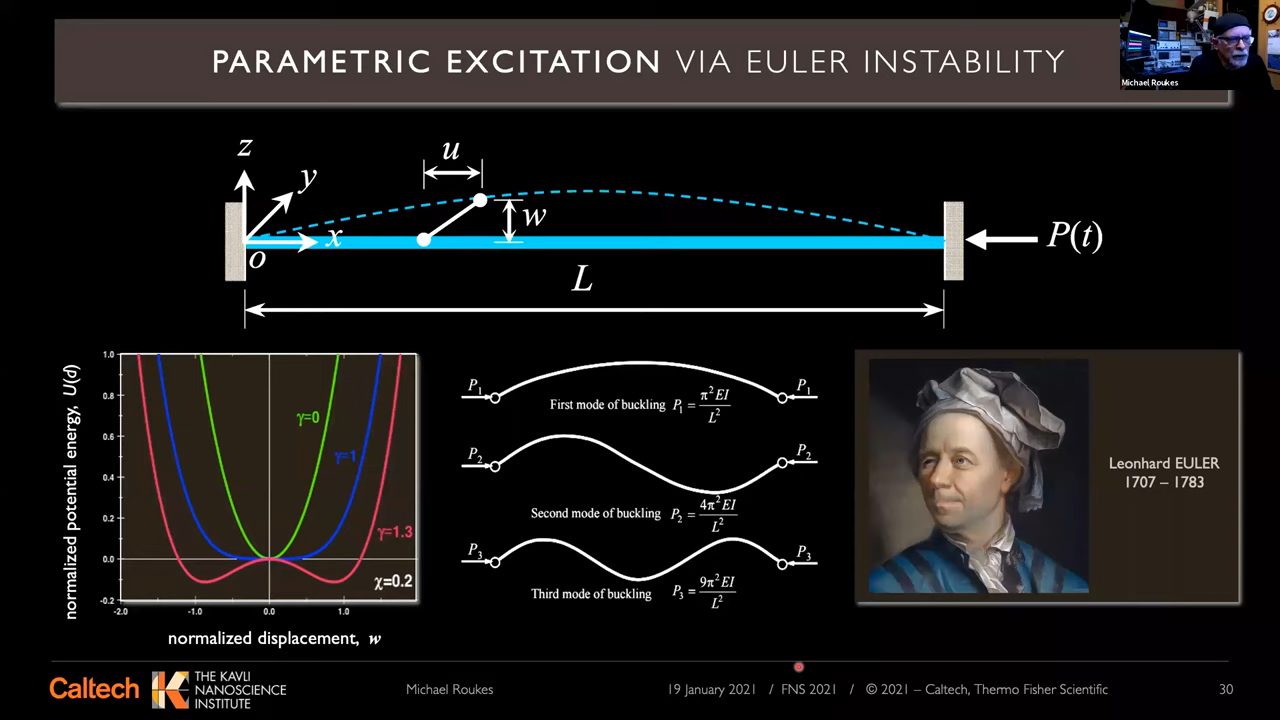 PARAMETRIC EXCITATION VIA EULER INSTABILITY
Michael Roukes
z
y
x
o
u
w
L
P(t)
normalized potential energy, U(d)
1.0
0.8
0.6
0.4
0.2
0.0
-0.2
-2.0
-1.0
0.0
1.0
γ=0
γ=1
γ=1.3
χ=0.2
normalized displacement, w
P₁
P₁
First mode of buckling P₁ = π²EI / L²
P₂
P₂
Second mode of buckling P₂ = 4π²EI / L²
P₃
P₃
Third mode of buckling P₃ = 9π²EI / L²
Leonhard EULER
1707 – 1783
Caltech
THE KAVLI
NANOSCIENCE
INSTITUTE
Michael Roukes
19 January 2021 / FNS 2021 / © 2021 – Caltech, Thermo Fisher Scientific
30